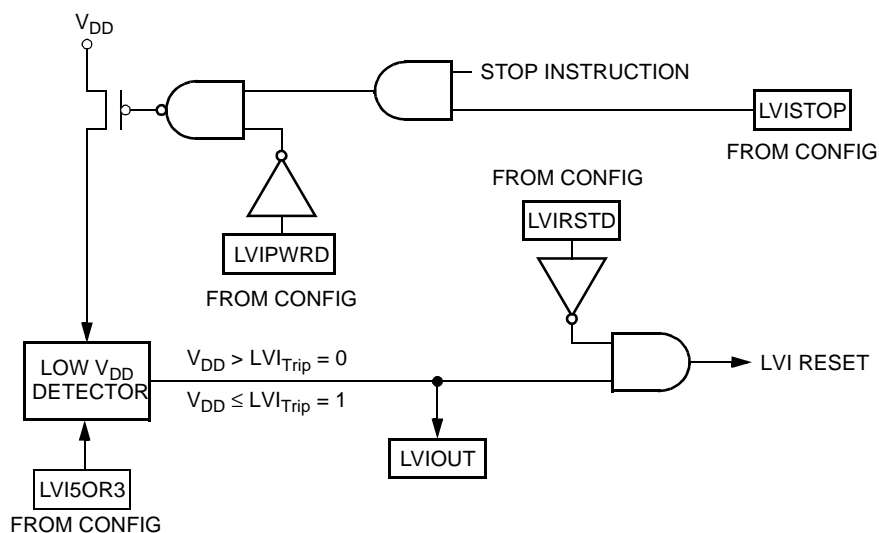 VDD
STOP INSTRUCTION
LVISTOP
FROM CONFIG
FROM CONFIG
LVIRSTD
LVIPWRD
FROM CONFIG
LOW VDD
DETECTOR
VDD > LVITrip = 0
VDD ≤ LVITrip = 1
LVI RESET
LVIOUT
LVI5OR3
FROM CONFIG